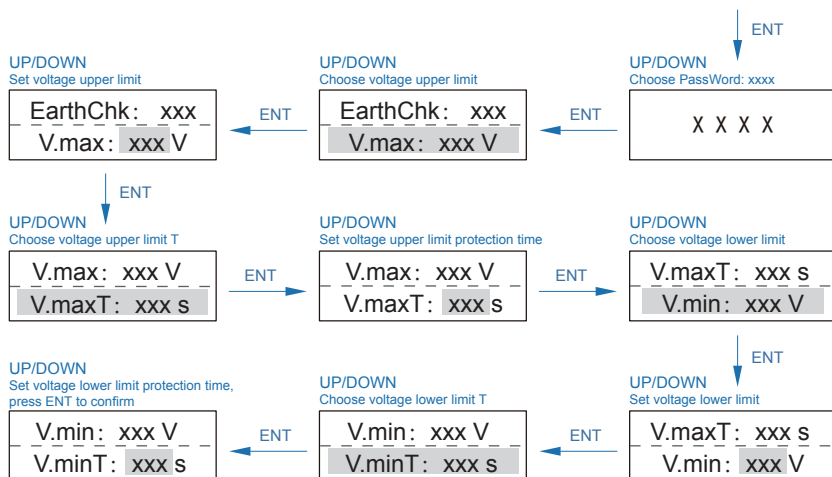 ENT
UP/DOWN
Set voltage upper limit
EarthChk: xxx
V.max: xxx V
ENT
UP/DOWN
Choose voltage upper limit
EarthChk: xxx
V.max: xxx V
ENT
UP/DOWN
Choose PassWord: xxxx
X X X X
ENT
UP/DOWN
Choose voltage upper limit T
V.max: xxx V
V.maxT: xxx s
ENT
UP/DOWN
Set voltage upper limit protection time
V.max: xxx V
V.maxT: xxx s
ENT
UP/DOWN
Choose voltage lower limit
V.maxT: xxx s
V.min: xxx V
ENT
UP/DOWN
Set voltage lower limit protection time,
press ENT to confirm
V.min: xxx V
V.minT: xxx s
ENT
UP/DOWN
Choose voltage lower limit T
V.min: xxx V
V.minT: xxx s
ENT
UP/DOWN
Set voltage lower limit
V.maxT: xxx s
V.min: xxx V